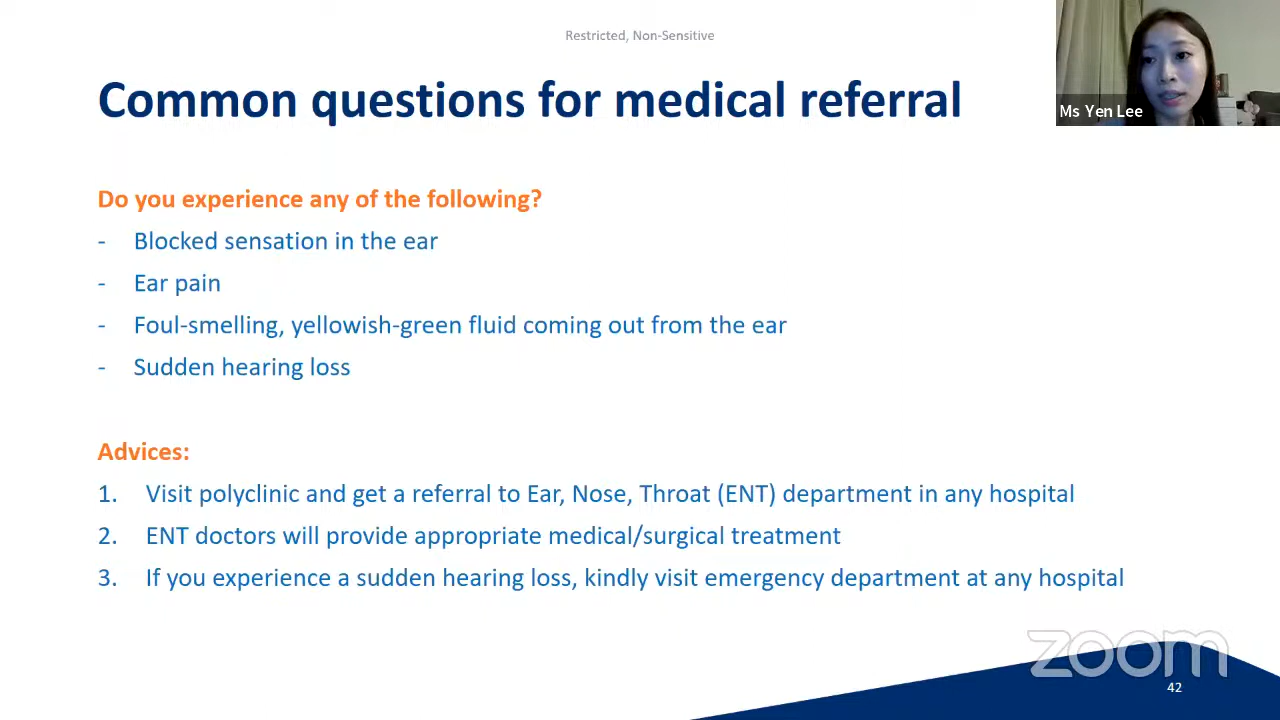 Restricted, Non-Sensitive
Common questions for medical referral
Ms Yen Lee
Do you experience any of the following?
- Blocked sensation in the ear
- Ear pain
- Foul-smelling, yellowish-green fluid coming out from the ear
- Sudden hearing loss
Advices:
1. Visit polyclinic and get a referral to Ear, Nose, Throat (ENT) department in any hospital
2. ENT doctors will provide appropriate medical/surgical treatment
3. If you experience a sudden hearing loss, kindly visit emergency department at any hospital
zoom
42